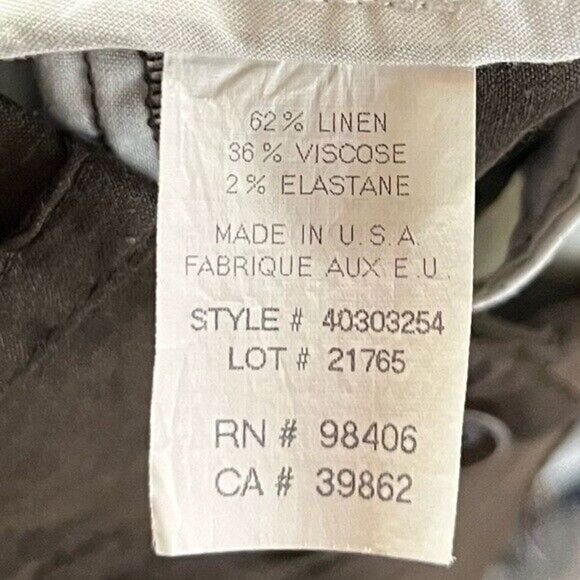 62% LINEN
36% VISCOSE
2% ELASTANE
MADE IN U.S.A.
FABRIQUE AUX E.U.
STYLE # 40303254
LOT # 21765
RN # 98406
CA # 39862